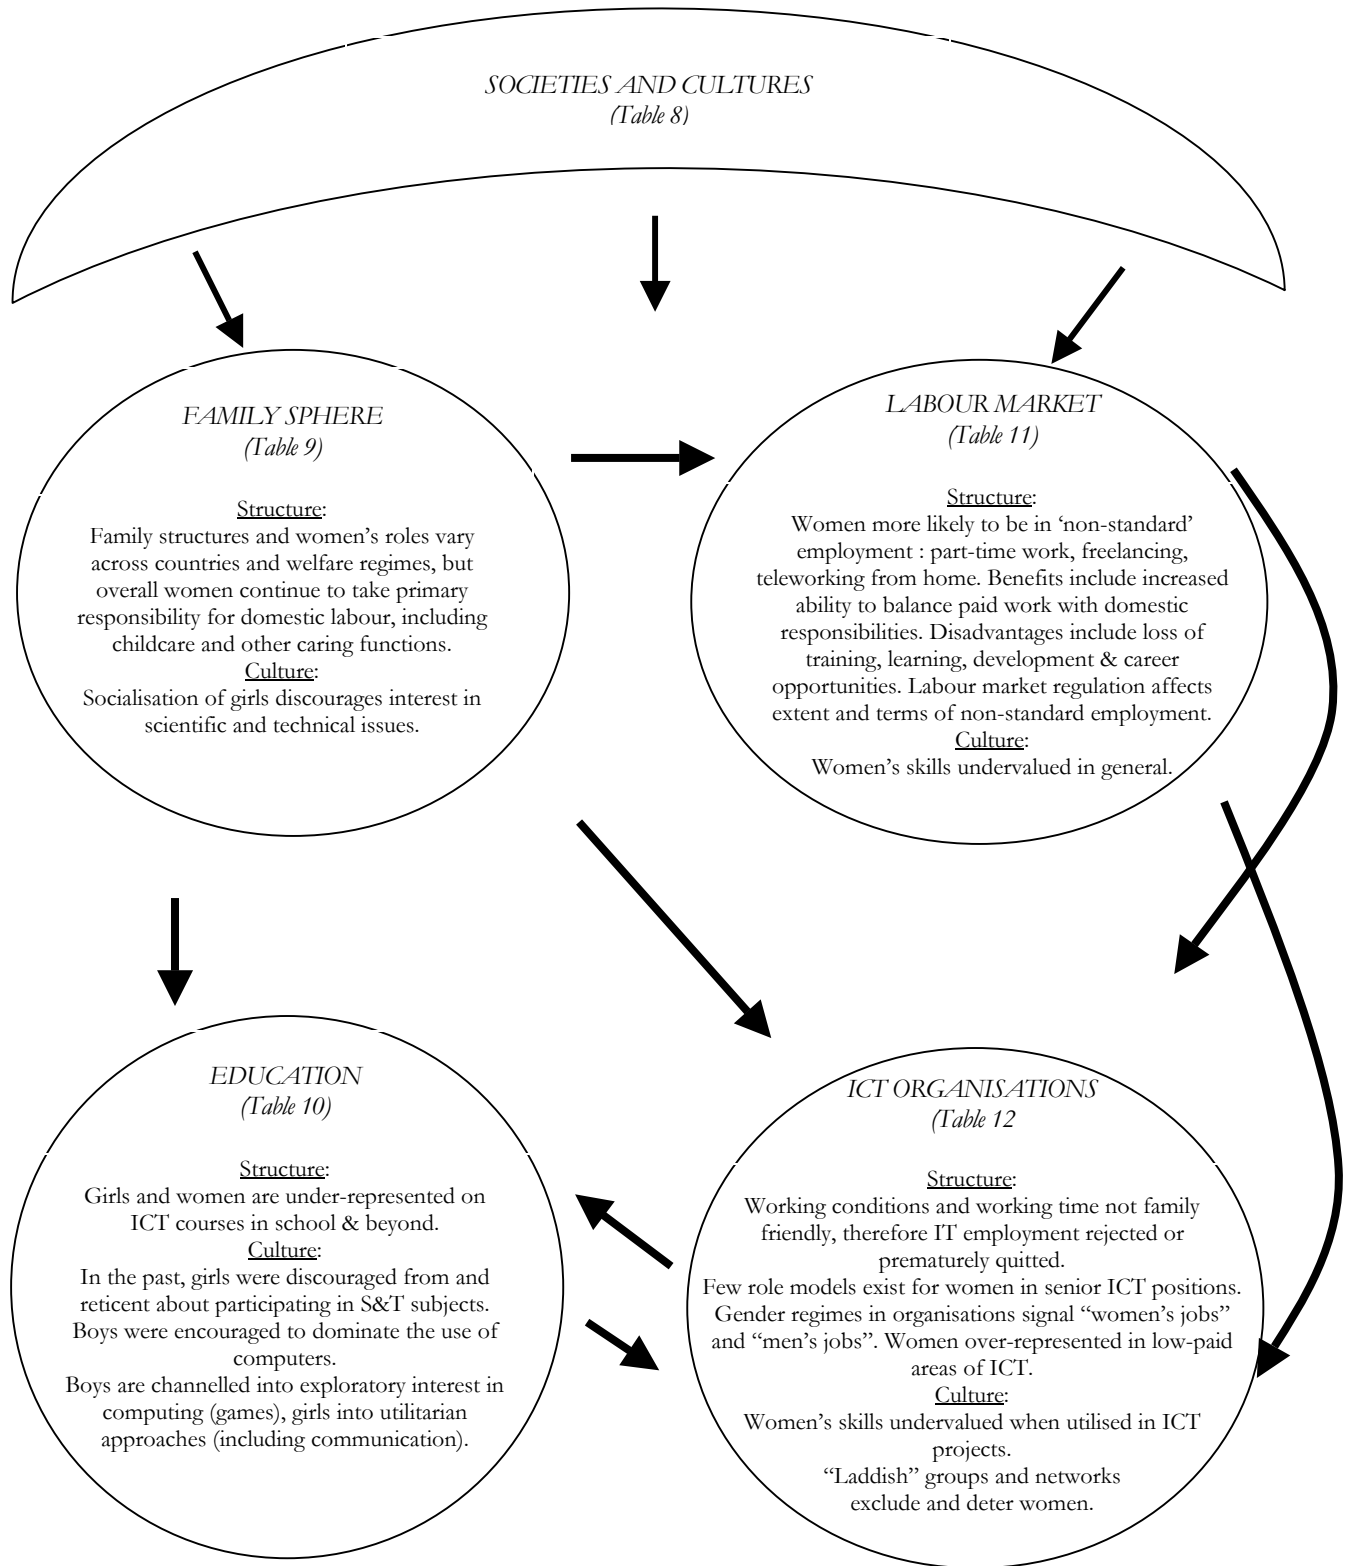 SOCIETIES AND CULTURES
(Table 8)
FAMILY SPHERE
(Table 9)
Structure:
Family structures and women’s roles vary
across countries and welfare regimes, but
overall women continue to take primary
responsibility for domestic labour, including
childcare and other caring functions.
Culture:
Socialisation of girls discourages interest in
scientific and technical issues.
LABOUR MARKET
(Table 11)
Structure:
Women more likely to be in ‘non-standard’
employment : part-time work, freelancing,
teleworking from home. Benefits include increased
ability to balance paid work with domestic
responsibilities. Disadvantages include loss of
training, learning, development & career
opportunities. Labour market regulation affects
extent and terms of non-standard employment.
Culture:
Women’s skills undervalued in general.
EDUCATION
(Table 10)
Structure:
Girls and women are under-represented on
ICT courses in school & beyond.
Culture:
In the past, girls were discouraged from and
reticent about participating in S&T subjects.
Boys were encouraged to dominate the use of
computers.
Boys are channelled into exploratory interest in
computing (games), girls into utilitarian
approaches (including communication).
ICT ORGANISATIONS
(Table 12
Structure:
Working conditions and working time not family
friendly, therefore IT employment rejected or
prematurely quitted.
Few role models exist for women in senior ICT positions.
Gender regimes in organisations signal “women’s jobs”
and “men’s jobs”. Women over-represented in low-paid
areas of ICT.
Culture:
Women’s skills undervalued when utilised in ICT
projects.
“Laddish” groups and networks
exclude and deter women.